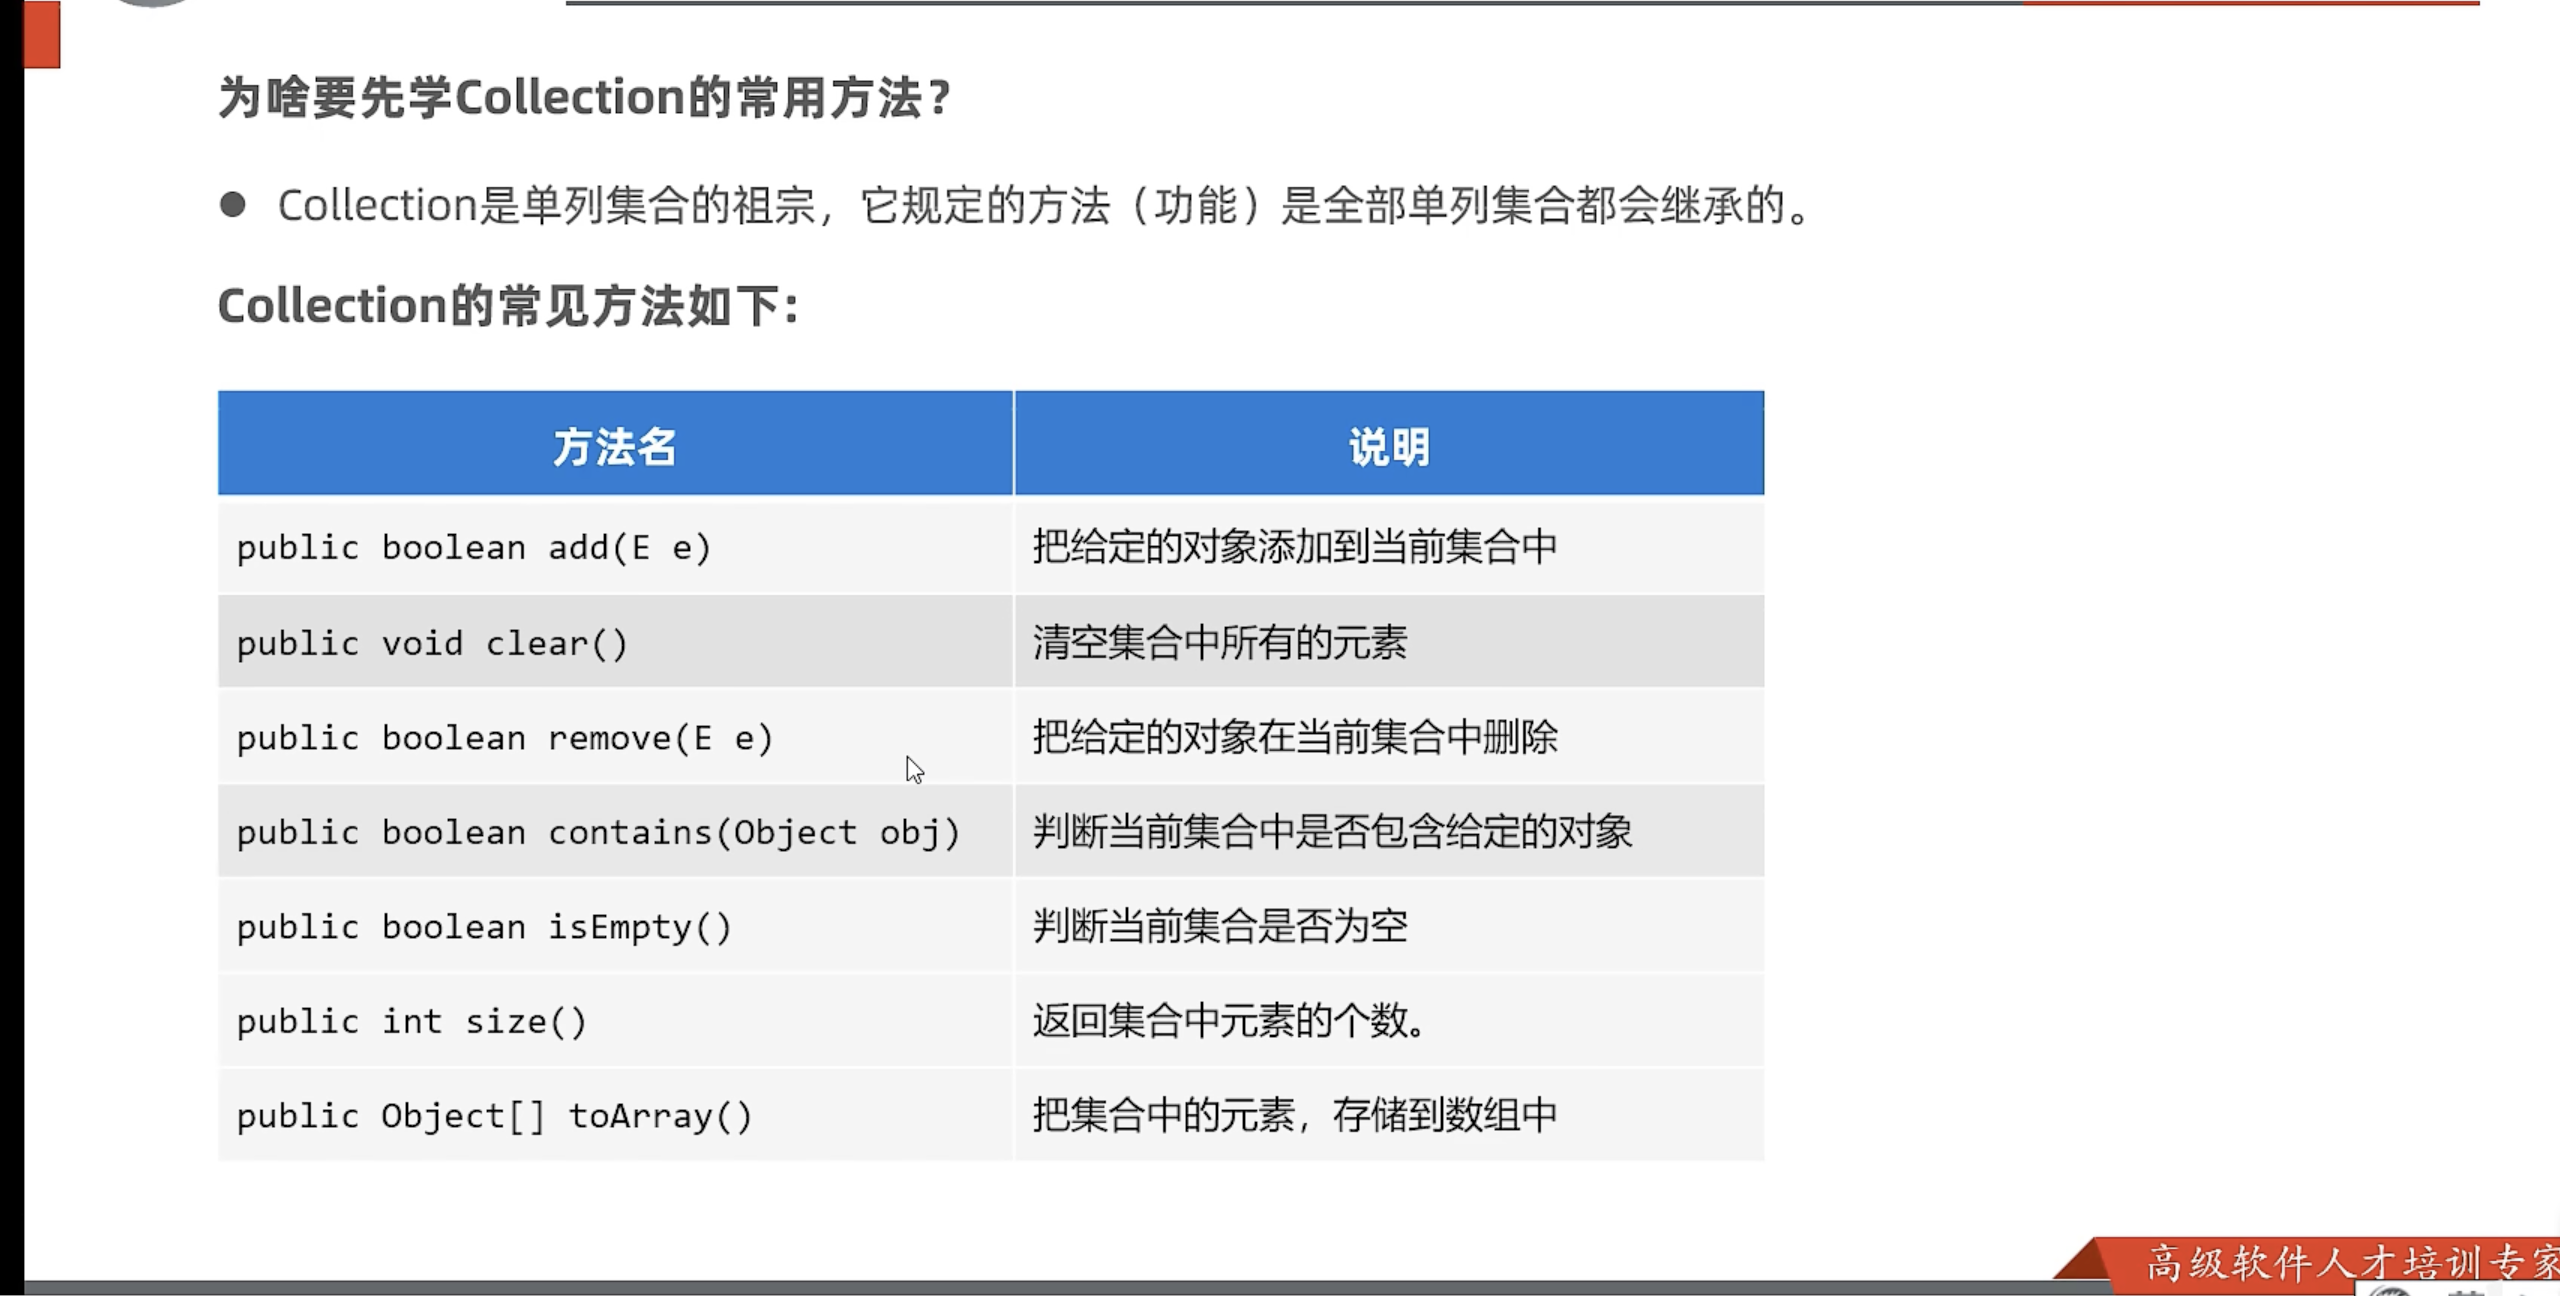 为啥要先学Collection的常用方法？
● Collection是单列集合的祖宗，它规定的方法（功能）是全部单列集合都会继承的。
Collection的常见方法如下：
方法名 说明
public boolean add(E e) 把给定的对象添加到当前集合中
public void clear() 清空集合中所有的元素
public boolean remove(E e) 把给定的对象在当前集合中删除
public boolean contains(Object obj) 判断当前集合中是否包含给定的对象
public boolean isEmpty() 判断当前集合是否为空
public int size() 返回集合中元素的个数。
public Object[] toArray() 把集合中的元素，存储到数组中
高级软件人才培训专家